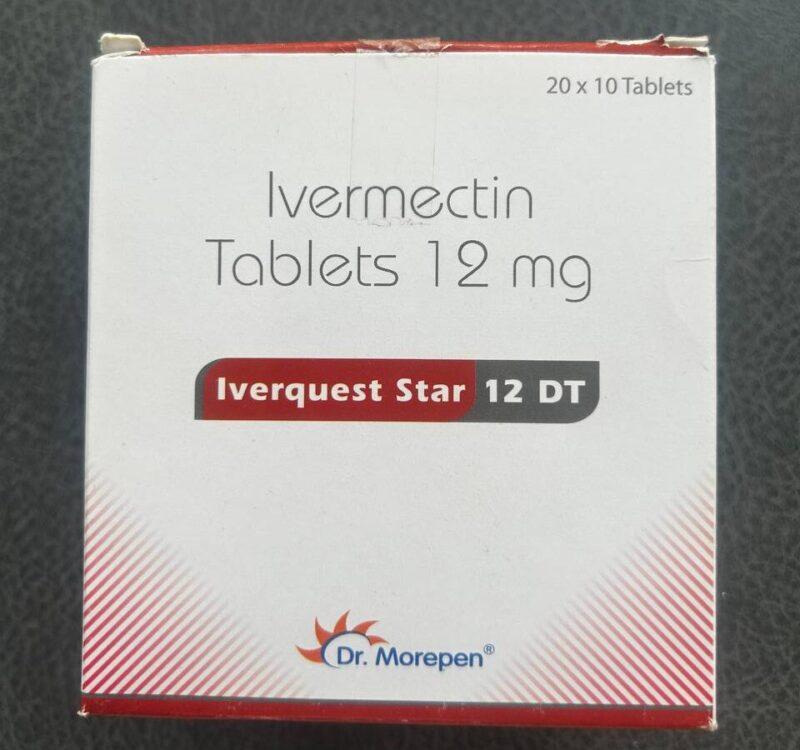 20 x 10 Tablets
Ivermectin
Tablets 12 mg
Iverquest Star 12 DT
Dr. Morepen®